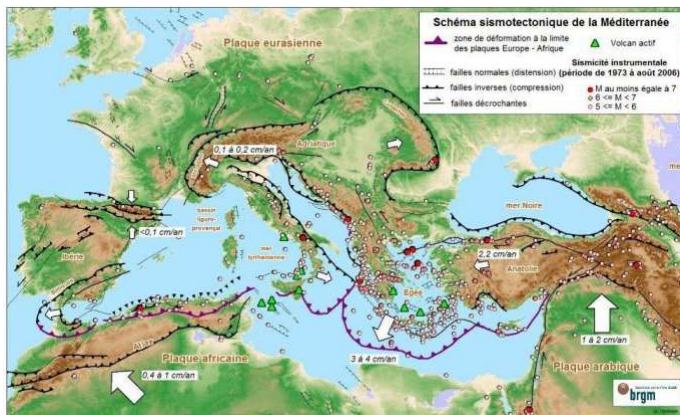 Schéma sismotectonique de la Méditerranée
zone de déformation à la limite
des plaques Europe - Afrique
Volcan actif
failles normales (distension)
failles inverses (compression)
failles décrochantes
Sismicité instrumentale
(période de 1973 à août 2006)
M au moins égale à 7
6 <= M < 7
5 <= M < 6
Plaque eurasienne
0,1 à 0,2 cm/an
Adriatique
mer Noire
<0,1 cm/an
Ibérie
bassin
liguro-
provençal
mer
tyrrhénienne
2,2 cm/an
Anatolie
Egée
Atlas
Plaque africaine
0,4 à 1 cm/an
3 à 4 cm/an
1 à 2 cm/an
Plaque arabique
brgm